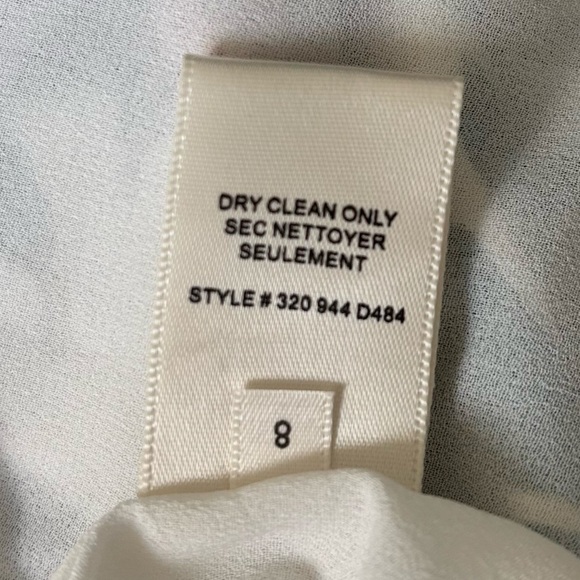 DRY CLEAN ONLY
SEC NETTOYER
SEULEMENT
STYLE # 320 944 D484
8